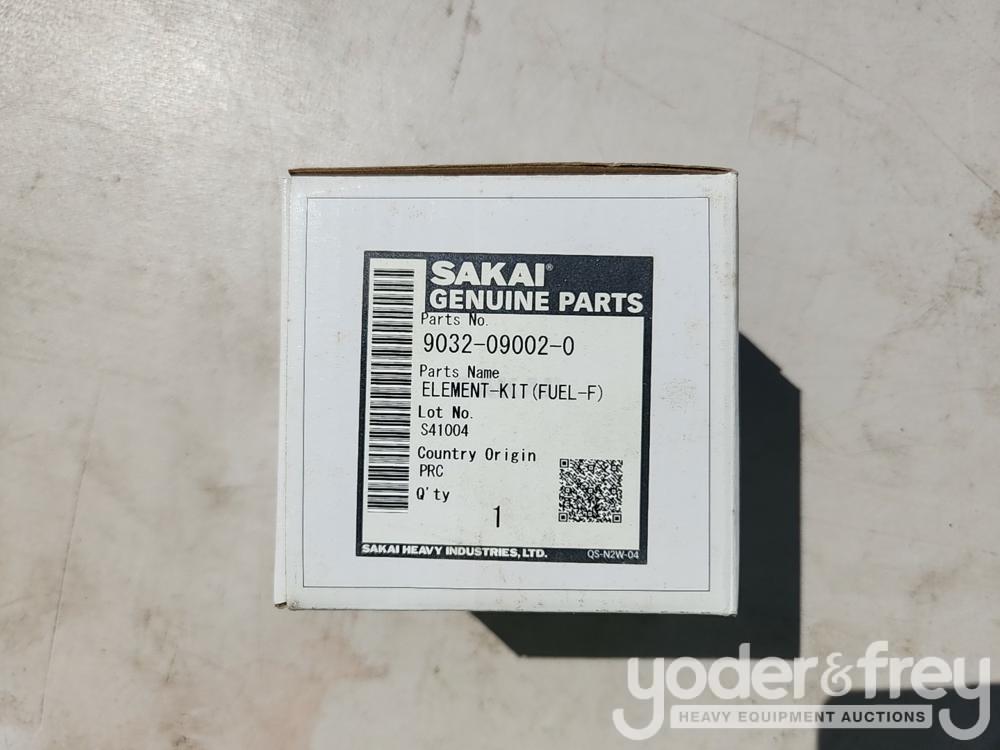 SAKAI®
GENUINE PARTS
Parts No.
9032-09002-0
Parts Name
ELEMENT-KIT(FUEL-F)
Lot No.
S41004
Country Origin
PRC
Q'ty
1
SAKAI HEAVY INDUSTRIES,LTD.
QS-N2W-04
yoder&frey
HEAVY EQUIPMENT AUCTIONS